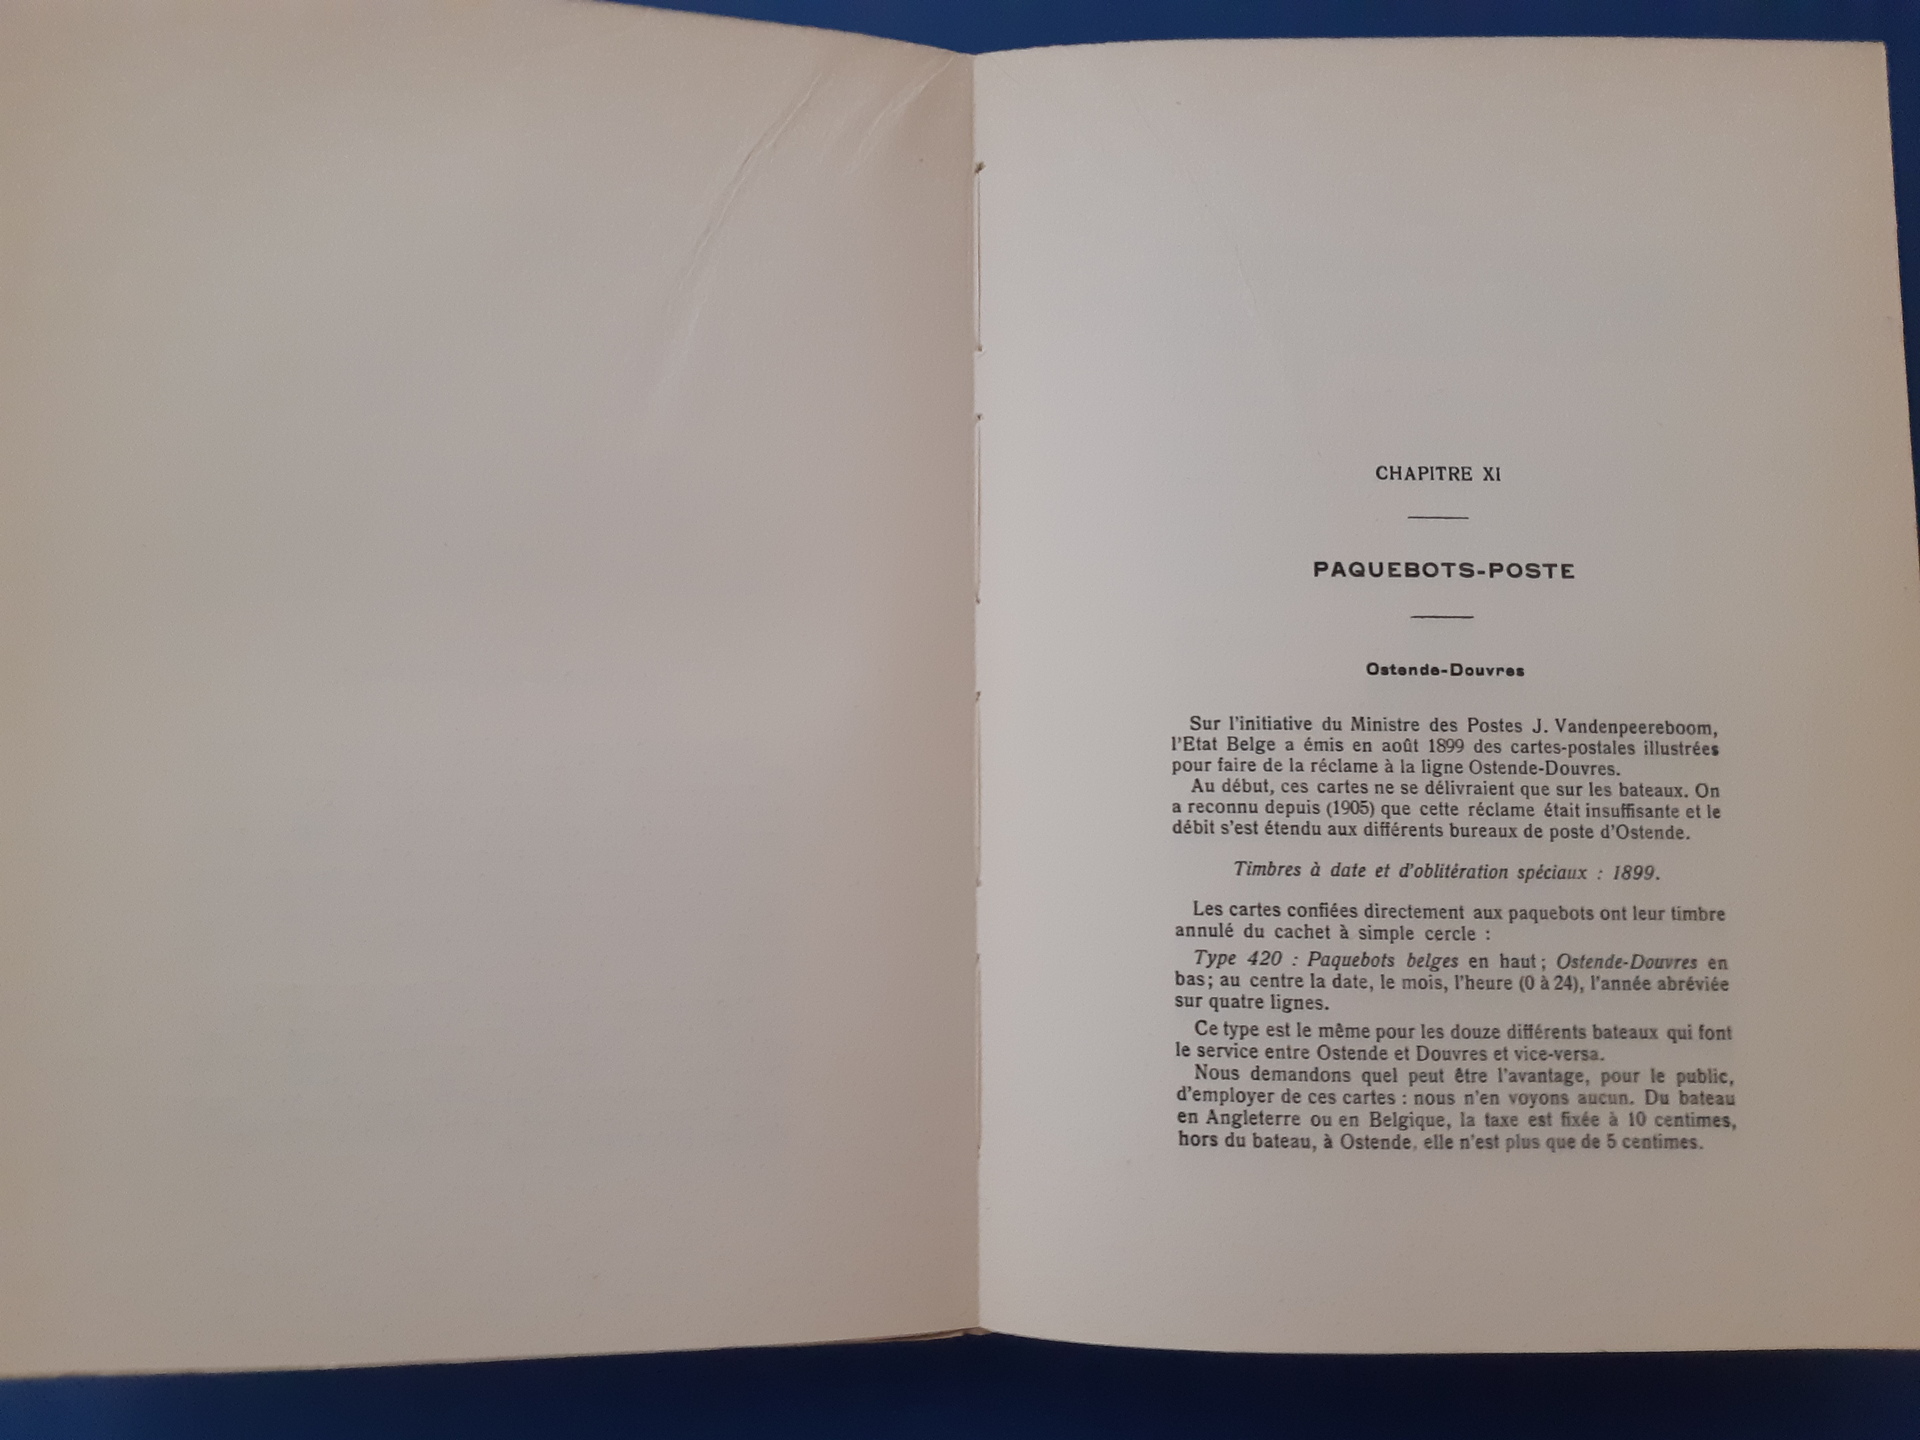 CHAPITRE XI
PAQUEBOTS-POSTE
Ostende-Douvres
Sur l'initiative du Ministre des Postes J. Vandenpeereboom,
l'Etat Belge a émis en août 1899 des cartes-postales illustrées
pour faire de la réclame à la ligne Ostende-Douvres.
Au début, ces cartes ne se délivraient que sur les bateaux. On
a reconnu depuis (1905) que cette réclame était insuffisante et le
débit s'est étendu aux différents bureaux de poste d'Ostende.
Timbres à date et d'oblitération spéciaux : 1899.
Les cartes confiées directement aux paquebots ont leur timbre
annulé du cachet à simple cercle :
Type 420 : Paquebots belges en haut ; Ostende-Douvres en
bas ; au centre la date, le mois, l'heure (0 à 24), l'année abréviée
sur quatre lignes.
Ce type est le même pour les douze différents bateaux qui font
le service entre Ostende et Douvres et vice-versa.
Nous demandons quel peut être l'avantage, pour le public,
d'employer de ces cartes : nous n'en voyons aucun. Du bateau
en Angleterre ou en Belgique, la taxe est fixée à 10 centimes,
hors du bateau, à Ostende, elle n'est plus que de 5 centimes.